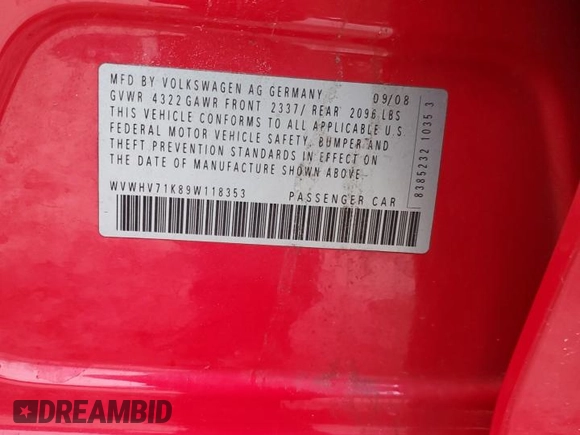 MFD BY VOLKSWAGEN AG GERMANY 09/08
GVWR 4322 GAWR FRONT 2337/ REAR 2096 LBS
THIS VEHICLE CONFORMS TO ALL APPLICABLE U.S
FEDERAL MOTOR VEHICLE SAFETY, BUMPER AND
THEFT PREVENTION STANDARDS IN EFFECT ON
THE DATE OF MANUFACTURE SHOWN ABOVE
WVWHV71K89W118353 PASSENGER CAR
8385232 1035 3
DREAMBID